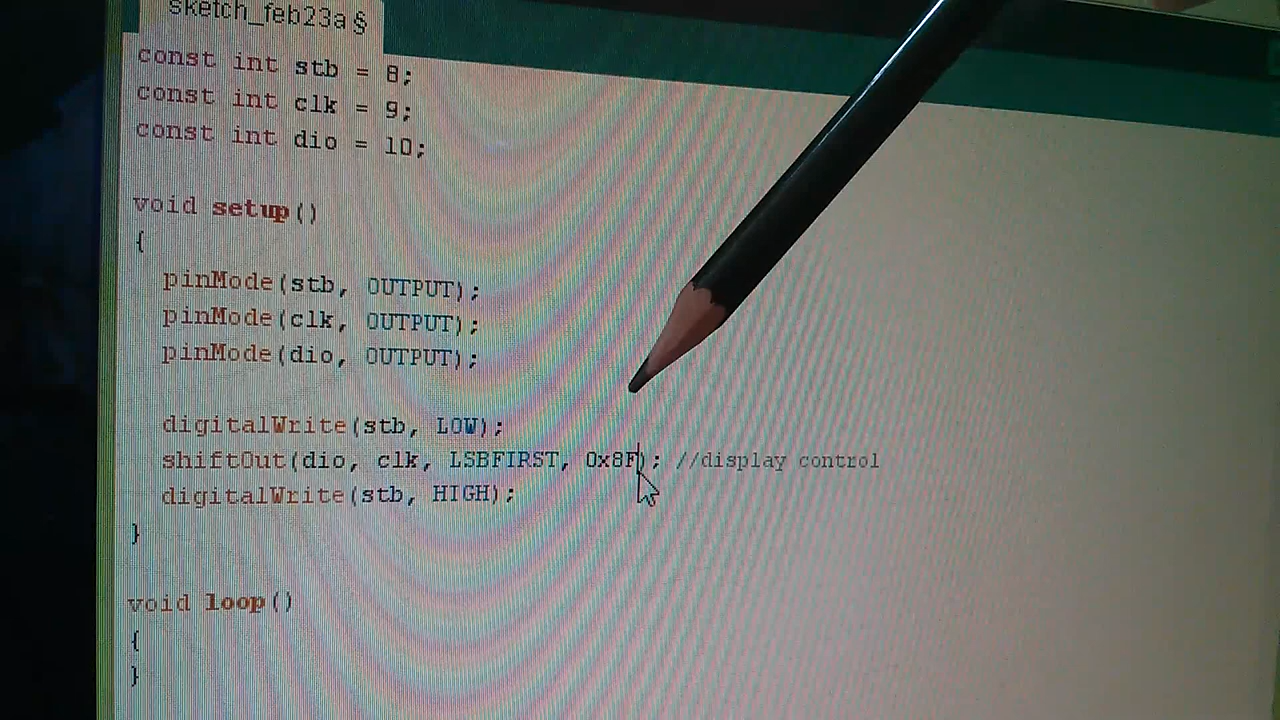 sketch_feb23a §
const int stb = 8;
const int clk = 9;
const int dio = 10;
void setup()
{
pinMode(stb, OUTPUT);
pinMode(clk, OUTPUT);
pinMode(dio, OUTPUT);
digitalWrite(stb, LOW);
shiftOut(dio, clk, LSBFIRST, 0x8F); //display control
digitalWrite(stb, HIGH);
}
void loop()
{
}